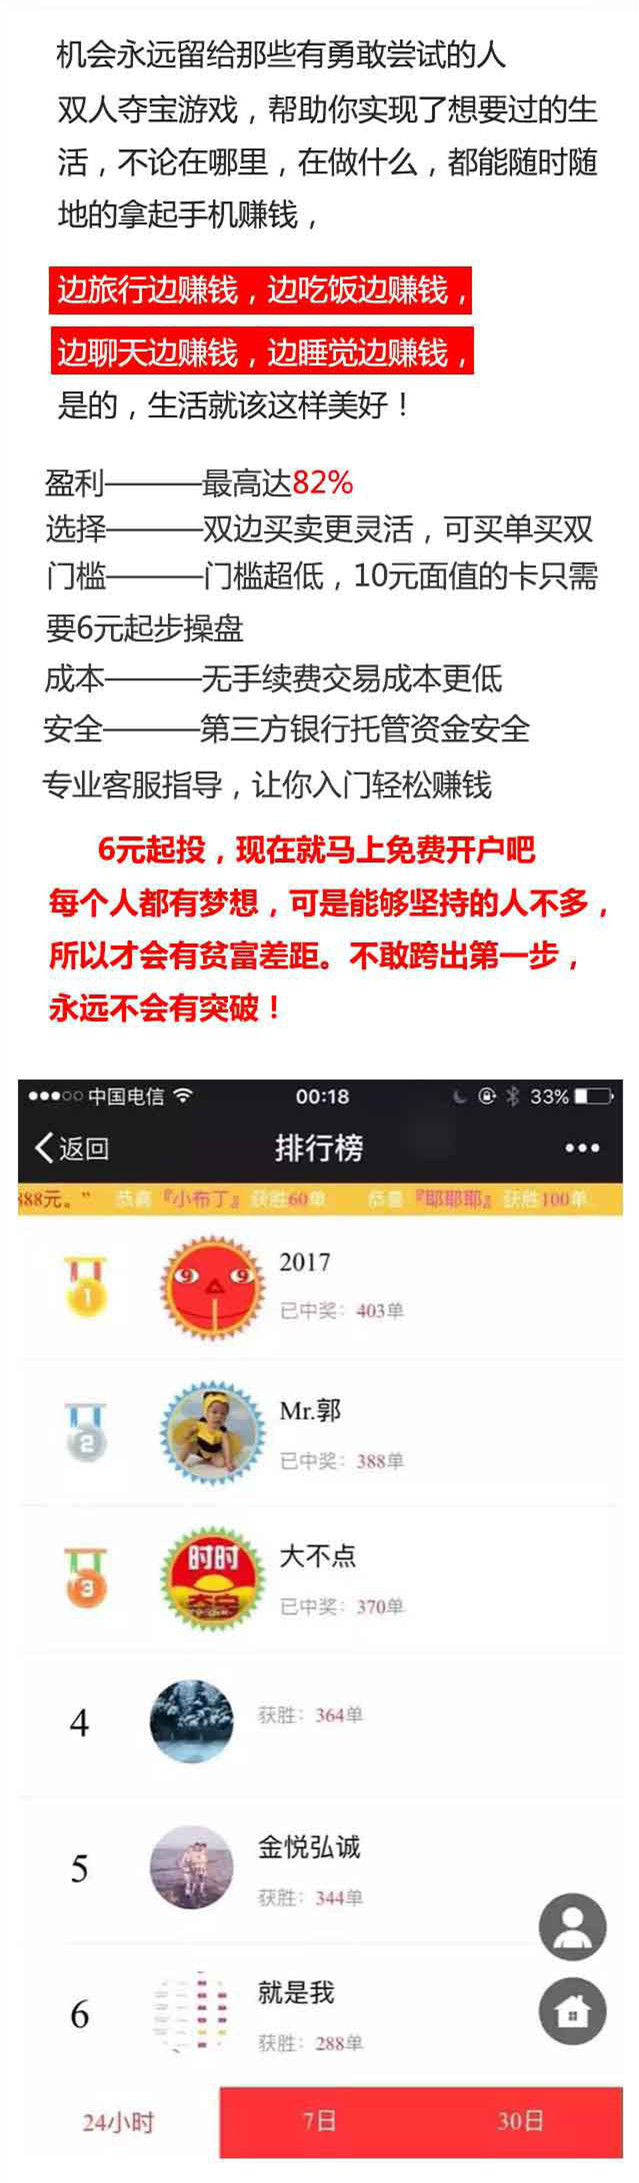 机会永远留给那些有勇敢尝试的人
双人夺宝游戏，帮助你实现了想要过的生
活，不论在哪里，在做什么，都能随时随
地的拿起手机赚钱，
边旅行边赚钱，边吃饭边赚钱，
边聊天边赚钱，边睡觉边赚钱，
是的，生活就该这样美好！
盈利———最高达82%
选择———双边买卖更灵活，可买单买双
门槛———门槛超低，10元面值的卡只需
要6元起步操盘
成本———无手续费交易成本更低
安全———第三方银行托管资金安全
专业客服指导，让你入门轻松赚钱
6元起投，现在就马上免费开户吧
每个人都有梦想，可是能够坚持的人不多，
所以才会有贫富差距。不敢跨出第一步，
永远不会有突破！
中国电信 00:18 33%
返回 排行榜 •••
888元。” 恭喜『小布丁』获胜60单 恭喜『耶耶耶』获胜100单
1
2017
已中奖：403单
2
Mr.郭
已中奖：388单
3
时时
夺宝
大不点
已中奖：370单
4
获胜：364单
5
金悦弘诚
获胜：344单
6
就是我
获胜：288单
24小时 7日 30日